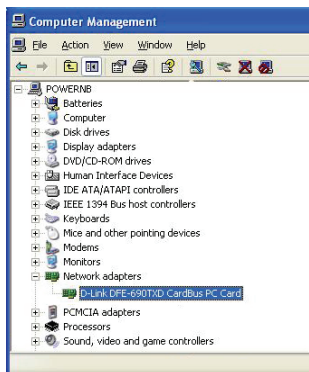 Computer Management
File Action View Window Help
POWERNB
Batteries
Computer
Disk drives
Display adapters
DVD/CD-ROM drives
Human Interface Devices
IDE ATA/ATAPI controllers
IEEE 1394 Bus host controllers
Keyboards
Mice and other pointing devices
Modems
Monitors
Network adapters
D-Link DFE-690TXD CardBus PC Card
PCMCIA adapters
Processors
Sound, video and game controllers